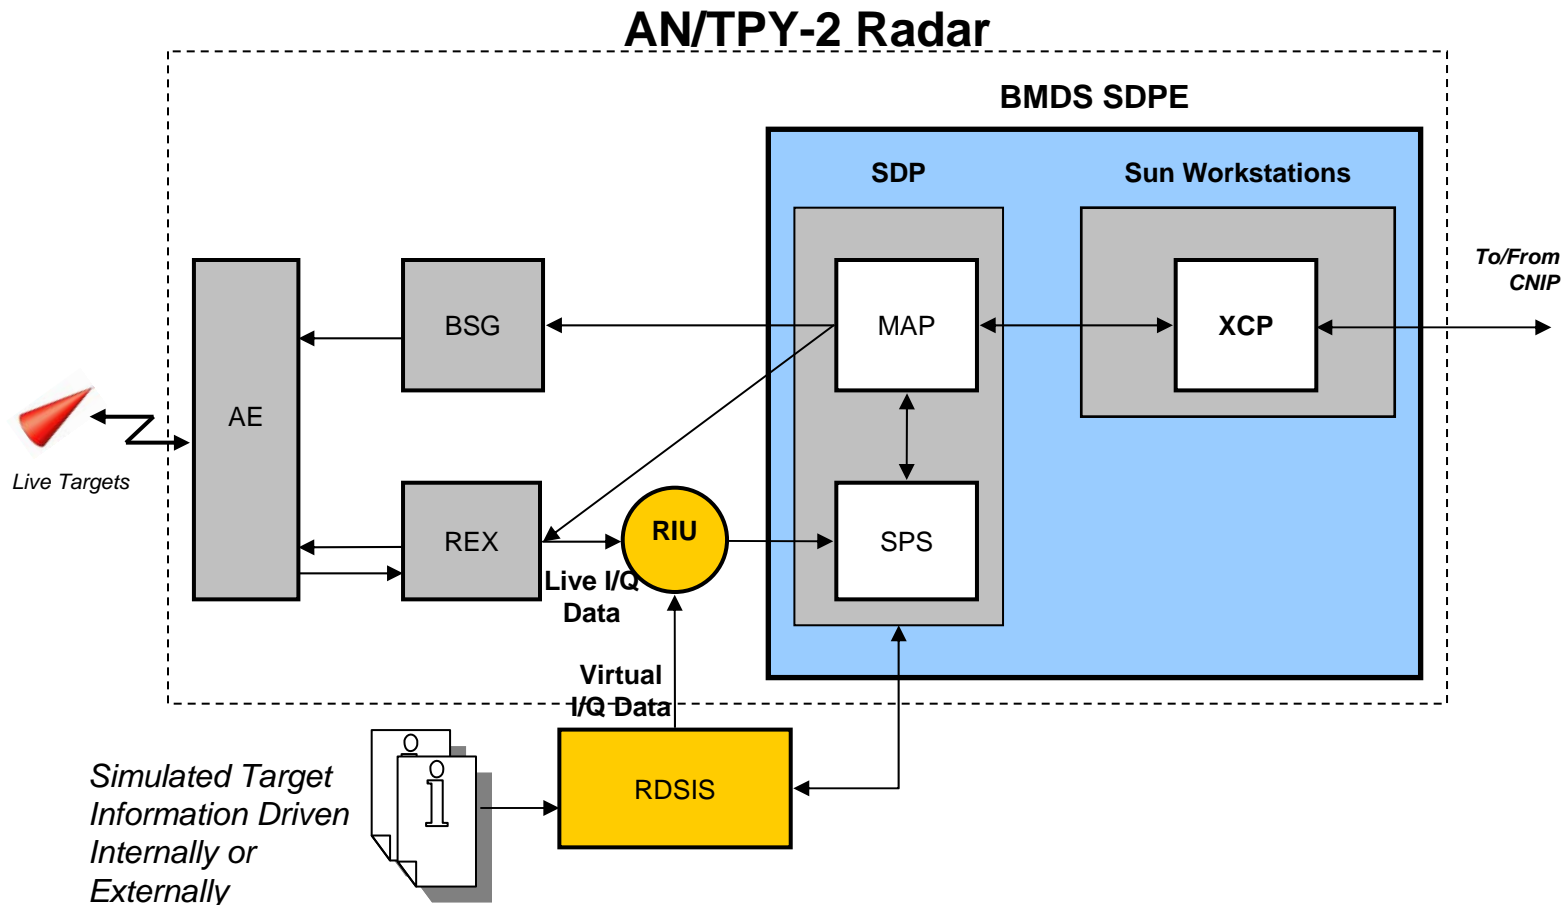 AN/TPY-2 Radar
BMDS SDPE
SDP
Sun Workstations
To/From
CNIP
BSG
MAP
XCP
AE
Live Targets
REX
RIU
SPS
Live I/Q
Data
Virtual
I/Q Data
RDSIS
Simulated Target
Information Driven
Internally or
Externally
i
i